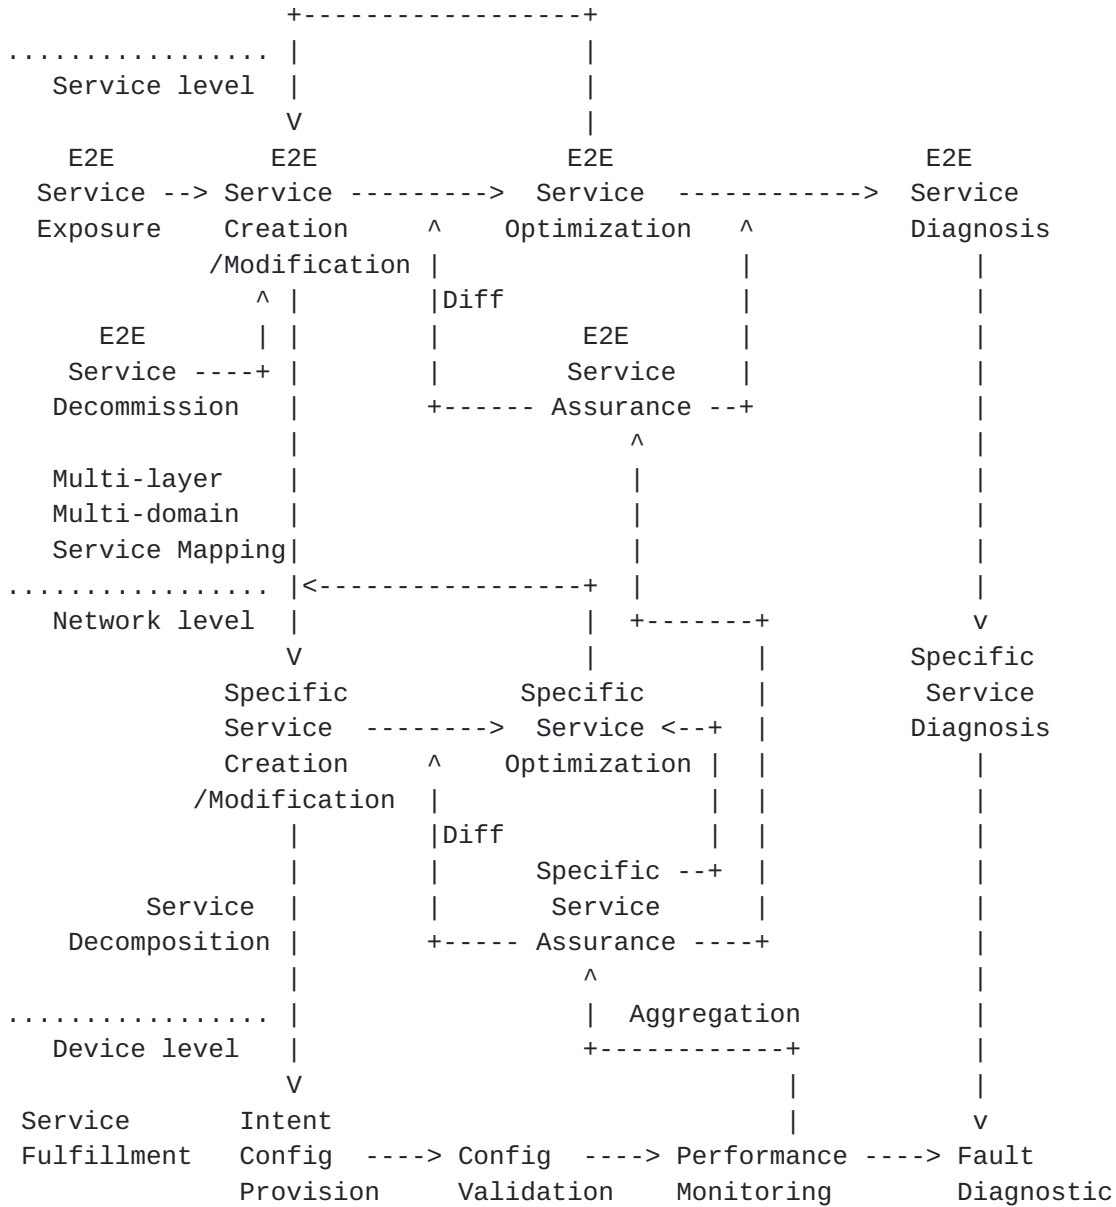 Service level
E2E E2E E2E E2E
Service --> Service ---------> Service ------------> Service
Exposure Creation ^ Optimization ^ Diagnosis
/Modification | | |
^ | |Diff | |
E2E | | | E2E | |
Service ----+ | | Service | |
Decommission | +------ Assurance --+ |
| ^ |
Multi-layer | | |
Multi-domain | | |
Service Mapping| | |
................. |<-----------------+ | |
Network level | | +-------+ v
V | | Specific
Specific Specific | Service
Service --------> Service <--+ | Diagnosis
Creation ^ Optimization | | |
/Modification | | | |
| |Diff | | |
| | Specific --+ | |
Service | | Service | |
Decomposition | +----- Assurance ----+ |
| ^ |
................. | | Aggregation |
Device level | +------------+ |
V | |
Service Intent | v
Fulfillment Config ----> Config ----> Performance ----> Fault
Provision Validation Monitoring Diagnostic